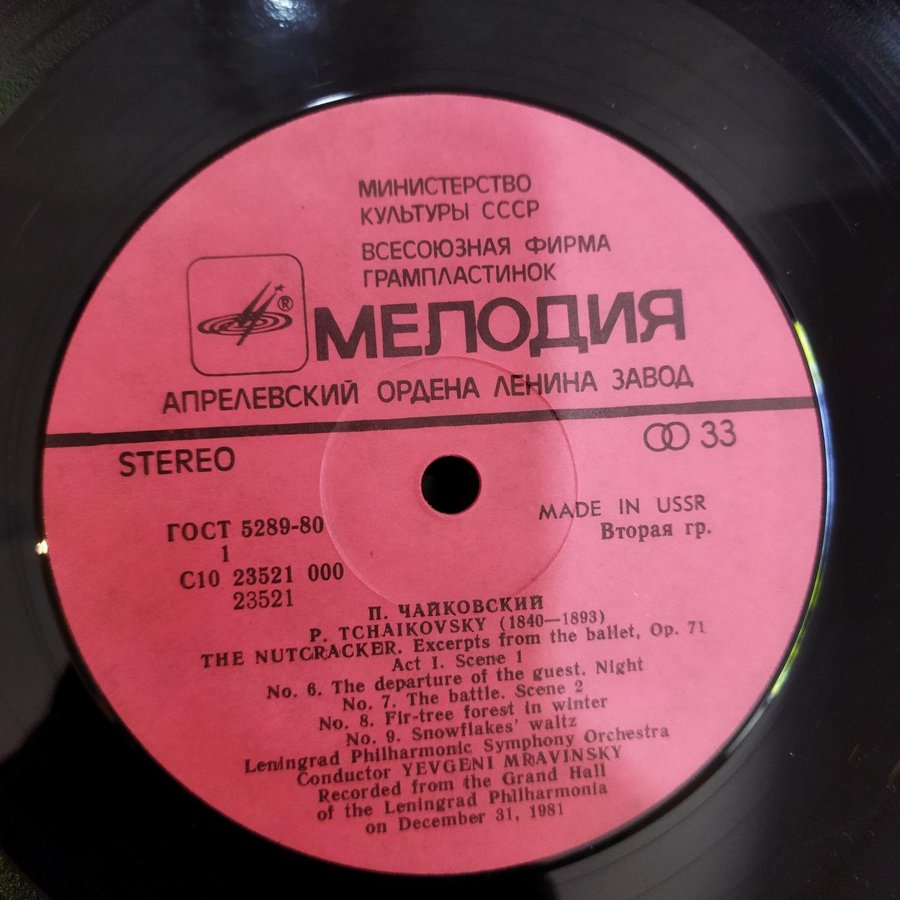 МИНИСТЕРСТВО
КУЛЬТУРЫ СССР
ВСЕСОЮЗНАЯ ФИРМА
ГРАМПЛАСТИНОК
®
МЕЛОДИЯ
АПРЕЛЕВСКИЙ ОРДЕНА ЛЕНИНА ЗАВОД
STEREO
33
ГОСТ 5289-80
MADE IN USSR
1
Вторая гр.
С10 23521 000
23521
П. ЧАЙКОВСКИЙ
P. TCHAIKOVSKY (1840—1893)
THE NUTCRACKER. Excerpts from the ballet, Op. 71
Act I. Scene 1
No. 6. The departure of the guest. Night
No. 7. The battle. Scene 2
No. 8. Fir-tree forest in winter
No. 9. Snowflakes' waltz
Leningrad Philharmonic Symphony Orchestra
Conductor YEVGENI MRAVINSKY
Recorded from the Grand Hall
of the Leningrad Philharmonia
on December 31, 1981